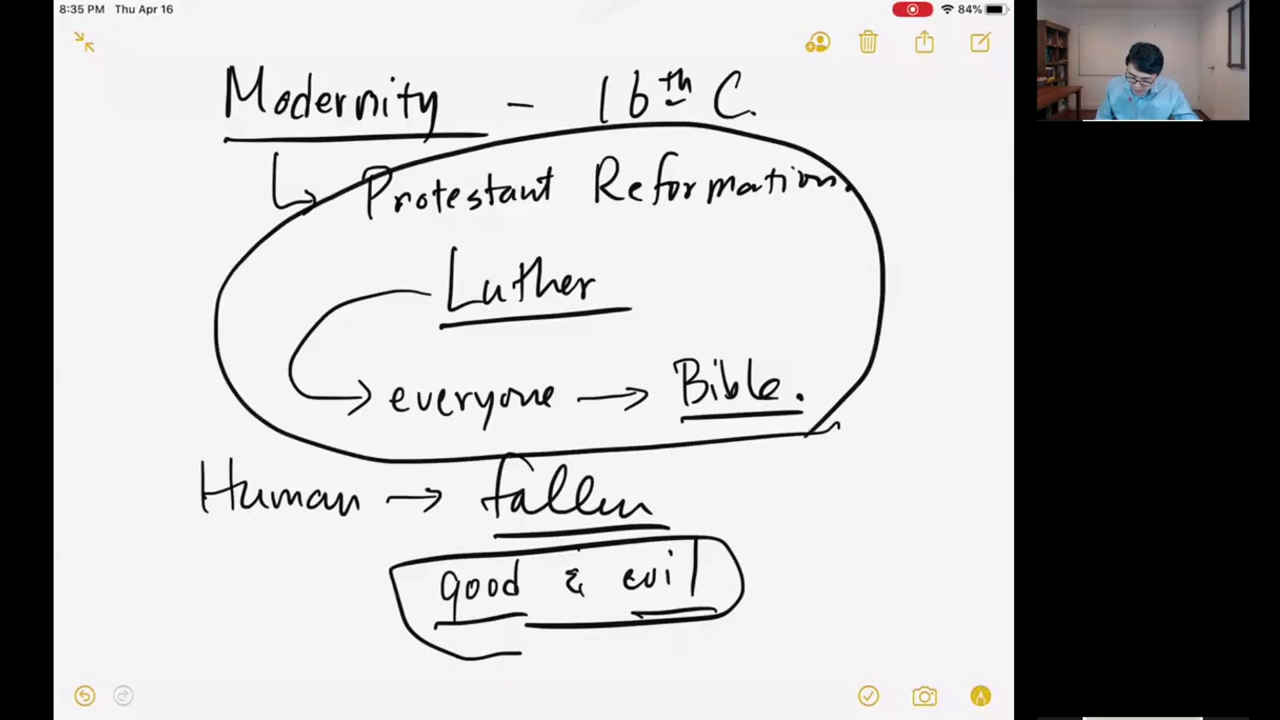 8:35 PM Thu Apr 16 84%
Modernity - 16th C.
↳ Protestant Reformation.
Luther
→ everyone → Bible.
Human → fallen
good & evil